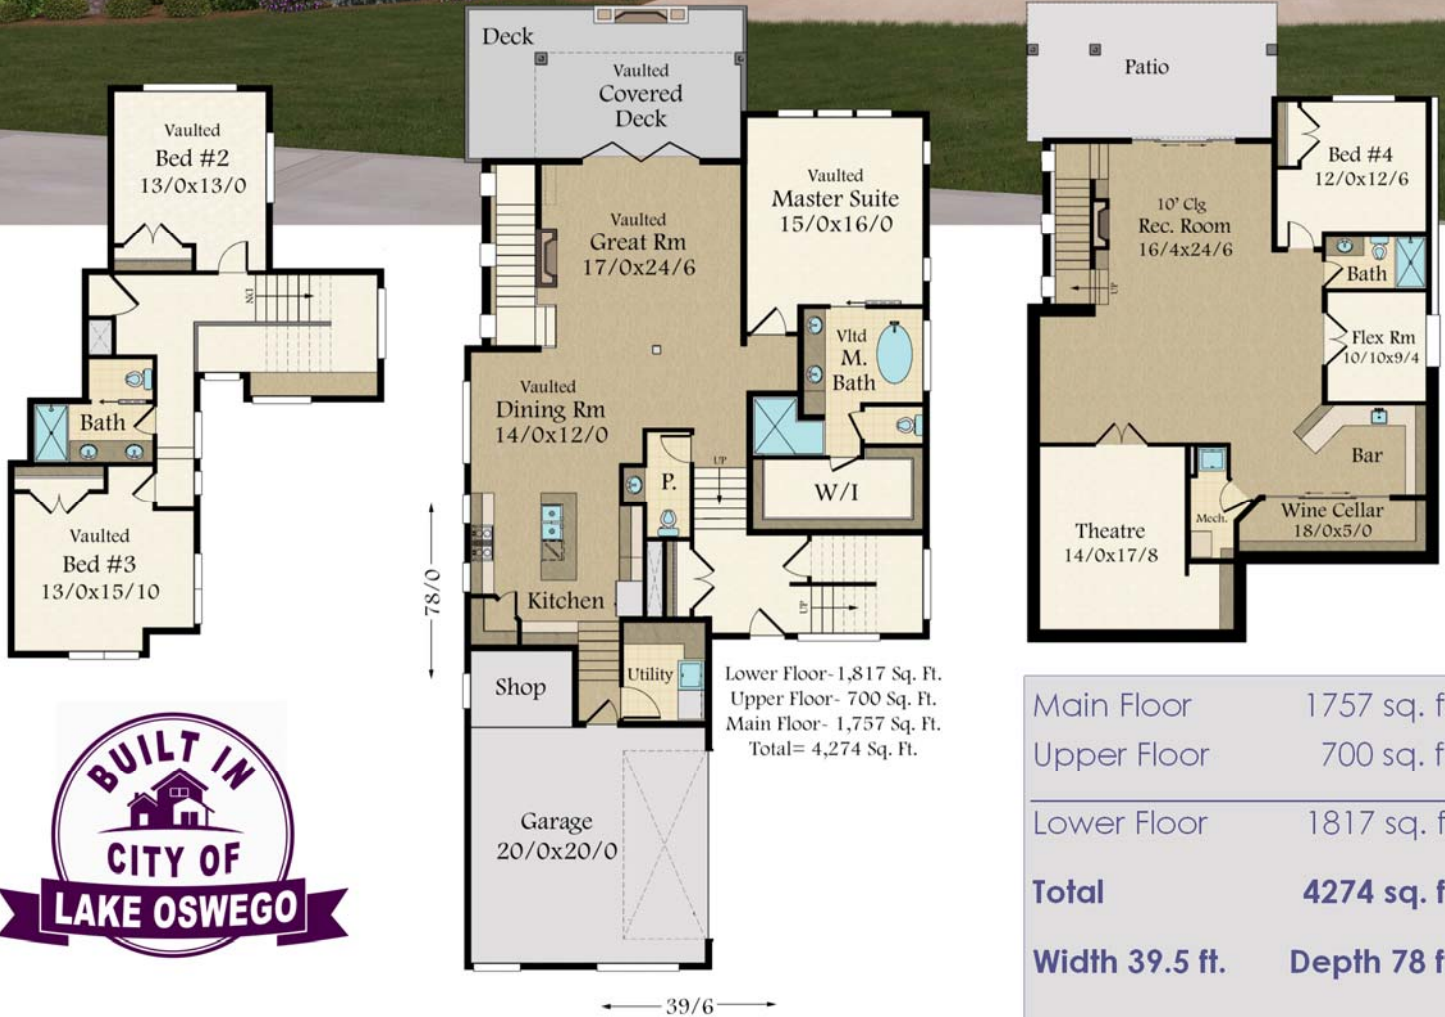 Vaulted
Bed #2
13/0x13/0
DN
Bath
Vaulted
Bed #3
13/0x15/10
BUILT IN
CITY OF
LAKE OSWEGO
Deck
Vaulted
Covered
Deck
Vaulted
Great Rm
17/0x24/6
Vaulted
Master Suite
15/0x16/0
Vltd
M.
Bath
Vaulted
Dining Rm
14/0x12/0
P.
UP
W/I
Kitchen
UP
78/0
Utility
Shop
Garage
20/0x20/0
39/6
Lower Floor- 1,817 Sq. Ft.
Upper Floor- 700 Sq. Ft.
Main Floor- 1,757 Sq. Ft.
Total= 4,274 Sq. Ft.
Patio
Bed #4
12/0x12/6
10' Clg
Rec. Room
16/4x24/6
UP
Bath
Flex Rm
10/10x9/4
Bar
Mech.
Wine Cellar
18/0x5/0
Theatre
14/0x17/8
Main Floor 1757 sq. f
Upper Floor 700 sq. f
Lower Floor 1817 sq. f
Total 4274 sq. f
Width 39.5 ft. Depth 78 f